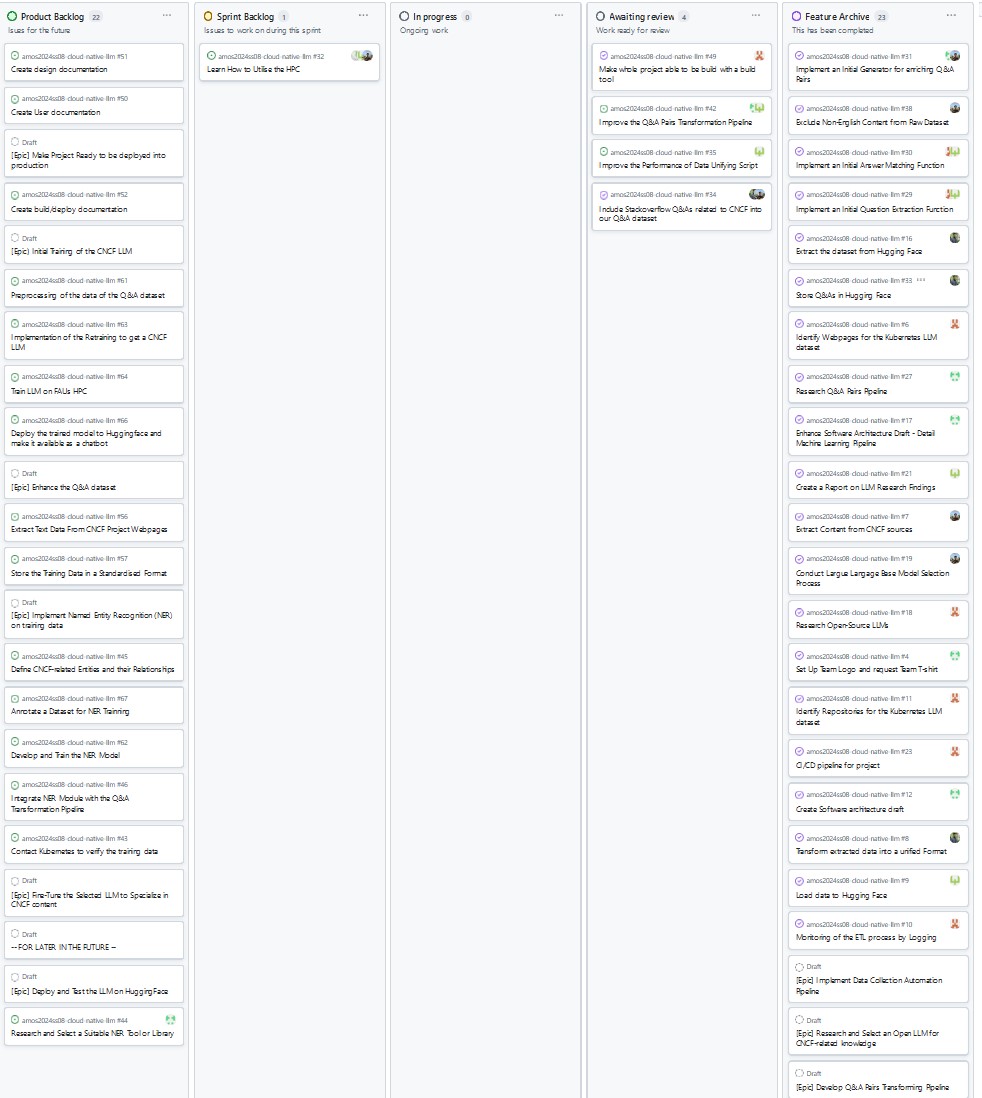 Product Backlog 22
Isues for the future
amos2024ss08-cloud-native-llm #51
Create design documentation
amos2024ss08-cloud-native-llm #50
Create User documentation
Draft
[Epic] Make Project Ready to be deployed into
production
amos2024ss08-cloud-native-llm #52
Create build/deploy documentation
Draft
[Epic] Initial Training of the CNCF LLM
amos2024ss08-cloud-native-llm #61
Preprocessing of the data of the Q&A dataset
amos2024ss08-cloud-native-llm #63
Implementation of the Retraining to get a CNCF
LLM
amos2024ss08-cloud-native-llm #64
Train LLM on FAUs HPC
amos2024ss08-cloud-native-llm #66
Deploy the trained model to Huggingface and
make it available as a chatbot
Draft
[Epic] Enhance the Q&A dataset
amos2024ss08-cloud-native-llm #56
Extract Text Data From CNCF Project Webpages
amos2024ss08-cloud-native-llm #57
Store the Training Data in a Standardised Format
Draft
[Epic] Implement Named Entity Recognition (NER)
on training data
amos2024ss08-cloud-native-llm #45
Define CNCF-related Entities and their Relationships
amos2024ss08-cloud-native-llm #67
Annotate a Dataset for NER Training
amos2024ss08-cloud-native-llm #62
Develop and Train the NER Model
amos2024ss08-cloud-native-llm #46
Integrate NER Module with the Q&A
Transformation Pipeline
amos2024ss08-cloud-native-llm #43
Contact Kubernetes to verify the training data
Draft
[Epic] Fine-Tune the Selected LLM to Specialize in
CNCF content
Draft
-- FOR LATER IN THE FUTURE --
Draft
[Epic] Deploy and Test the LLM on HuggingFace
amos2024ss08-cloud-native-llm #44
Research and Select a Suitable NER Tool or Library
Sprint Backlog 1
Issues to work on during this sprint
amos2024ss08-cloud-native-llm #32
Learn How to Utilise the HPC
In progress 0
Ongoing work
Awaiting review 4
Work ready for review
amos2024ss08-cloud-native-llm #49
Make whole project able to be build with a build
tool
amos2024ss08-cloud-native-llm #42
Improve the Q&A Pairs Transformation Pipeline
amos2024ss08-cloud-native-llm #35
Improve the Performance of Data Unifying Script
amos2024ss08-cloud-native-llm #34
Include Stackoverflow Q&As related to CNCF into
our Q&A dataset
Feature Archive 23
This has been completed
amos2024ss08-cloud-native-llm #31
Implement an Initial Generator for enriching Q&A
Pairs
amos2024ss08-cloud-native-llm #38
Exclude Non-English Content from Raw Dataset
amos2024ss08-cloud-native-llm #30
Implement an Initial Answer Matching Function
amos2024ss08-cloud-native-llm #29
Implement an Initial Question Extraction Function
amos2024ss08-cloud-native-llm #16
Extract the dataset from Hugging Face
amos2024ss08-cloud-native-llm #33
Store Q&As in Hugging Face
amos2024ss08-cloud-native-llm #6
Identify Webpages for the Kubernetes LLM
dataset
amos2024ss08-cloud-native-llm #27
Research Q&A Pairs Pipeline
amos2024ss08-cloud-native-llm #17
Enhance Software Architecture Draft - Detail
Machine Learning Pipeline
amos2024ss08-cloud-native-llm #21
Create a Report on LLM Research Findings
amos2024ss08-cloud-native-llm #7
Extract Content from CNCF sources
amos2024ss08-cloud-native-llm #19
Conduct Largue Langage Base Model Selection
Process
amos2024ss08-cloud-native-llm #18
Research Open-Source LLMs
amos2024ss08-cloud-native-llm #4
Set Up Team Logo and request Team T-shirt
amos2024ss08-cloud-native-llm #11
Identify Repositories for the Kubernetes LLM
dataset
amos2024ss08-cloud-native-llm #23
CI/CD pipeline for project
amos2024ss08-cloud-native-llm #12
Create Software architecture draft
amos2024ss08-cloud-native-llm #8
Transform extracted data into a unified Format
amos2024ss08-cloud-native-llm #9
Load data to Hugging Face
amos2024ss08-cloud-native-llm #10
Monitoring of the ETL process by Logging
Draft
[Epic] Implement Data Collection Automation
Pipeline
Draft
[Epic] Research and Select an Open LLM for
CNCF-related knowledge
Draft
[Epic] Develop Q&A Pairs Transforming Pipeline